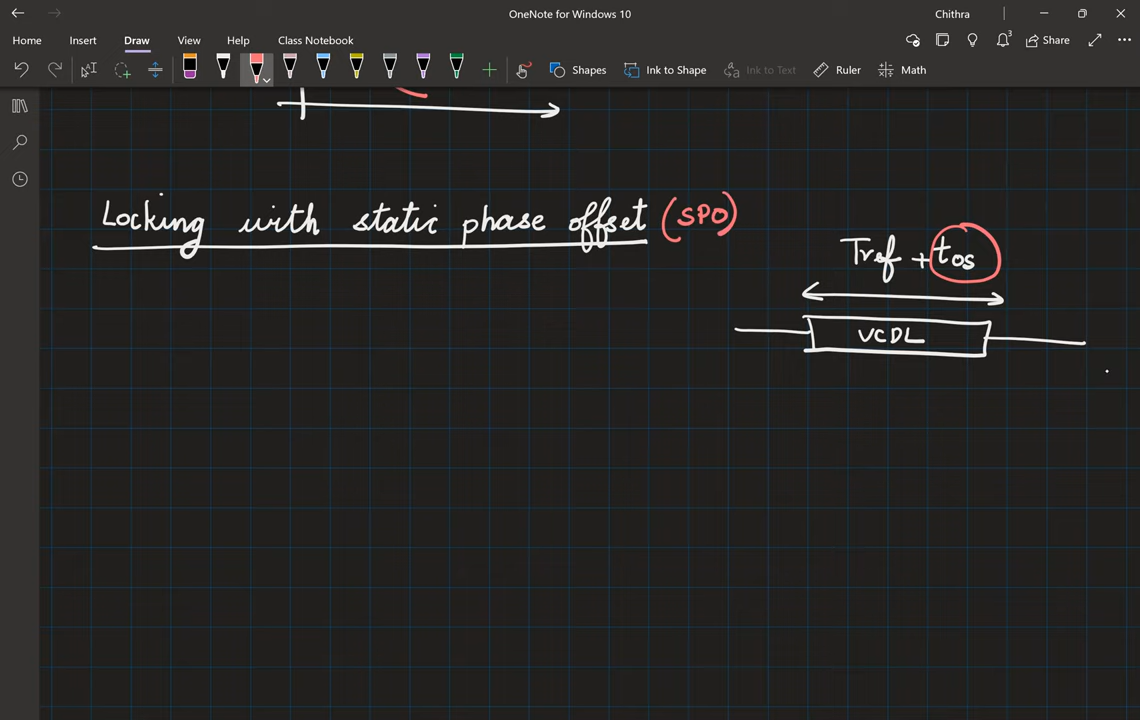 OneNote for Windows 10
Chithra
Home Insert Draw View Help Class Notebook
Share
Shapes Ink to Shape Ink to Text Ruler Math
Locking with static phase offset (SPO)
Tref + tos
VCDL